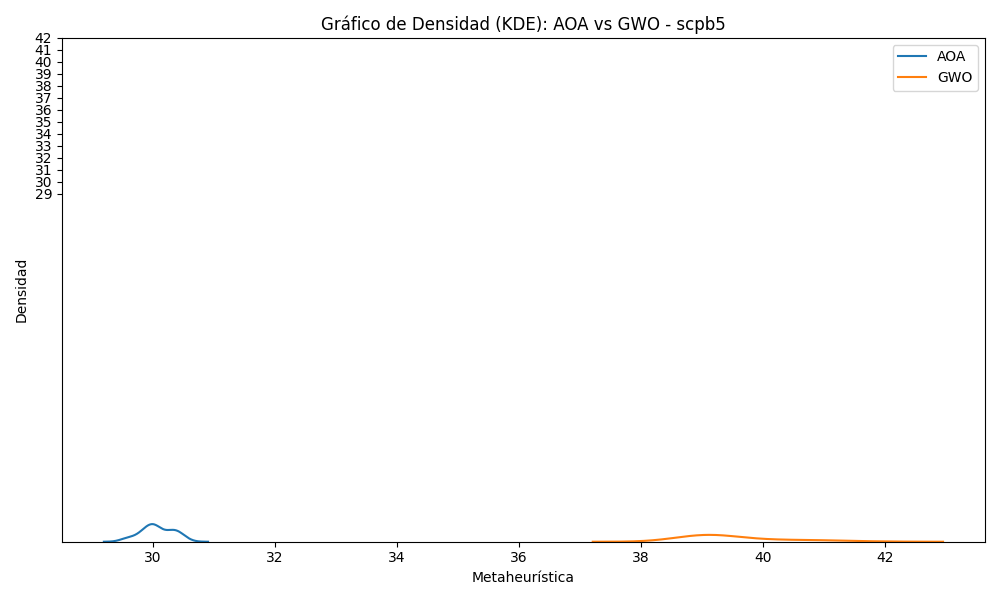 Gráfico de Densidad (KDE): AOA vs GWO - scpb5
AOA
GWO
42
41
40
39
38
37
36
35
34
33
32
31
30
29
Densidad
30 32 34 36 38 40 42
Metaheurística